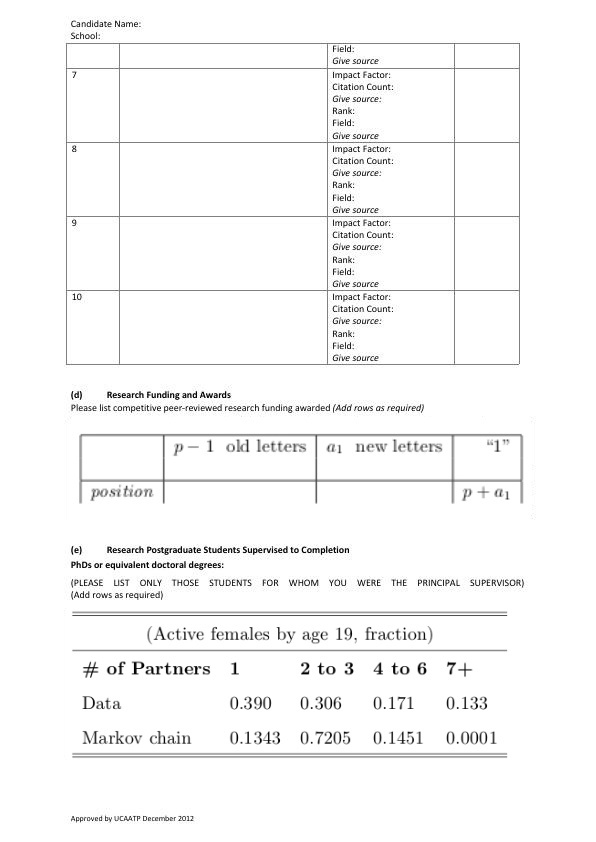 Candidate Name:
School:
Field:
Give source
7
Impact Factor:
Citation Count:
Give source:
Rank:
Field:
Give source
8
Impact Factor:
Citation Count:
Give source:
Rank:
Field:
Give source
9
Impact Factor:
Citation Count:
Give source:
Rank:
Field:
Give source
10
Impact Factor:
Citation Count:
Give source:
Rank:
Field:
Give source
(d) Research Funding and Awards
Please list competitive peer-reviewed research funding awarded (Add rows as required)
p − 1 old letters a₁ new letters “1”
position p + a₁
(e) Research Postgraduate Students Supervised to Completion
PhDs or equivalent doctoral degrees:
(PLEASE LIST ONLY THOSE STUDENTS FOR WHOM YOU WERE THE PRINCIPAL SUPERVISOR)
(Add rows as required)
(Active females by age 19, fraction)
# of Partners 1 2 to 3 4 to 6 7+
Data 0.390 0.306 0.171 0.133
Markov chain 0.1343 0.7205 0.1451 0.0001
Approved by UCAATP December 2012